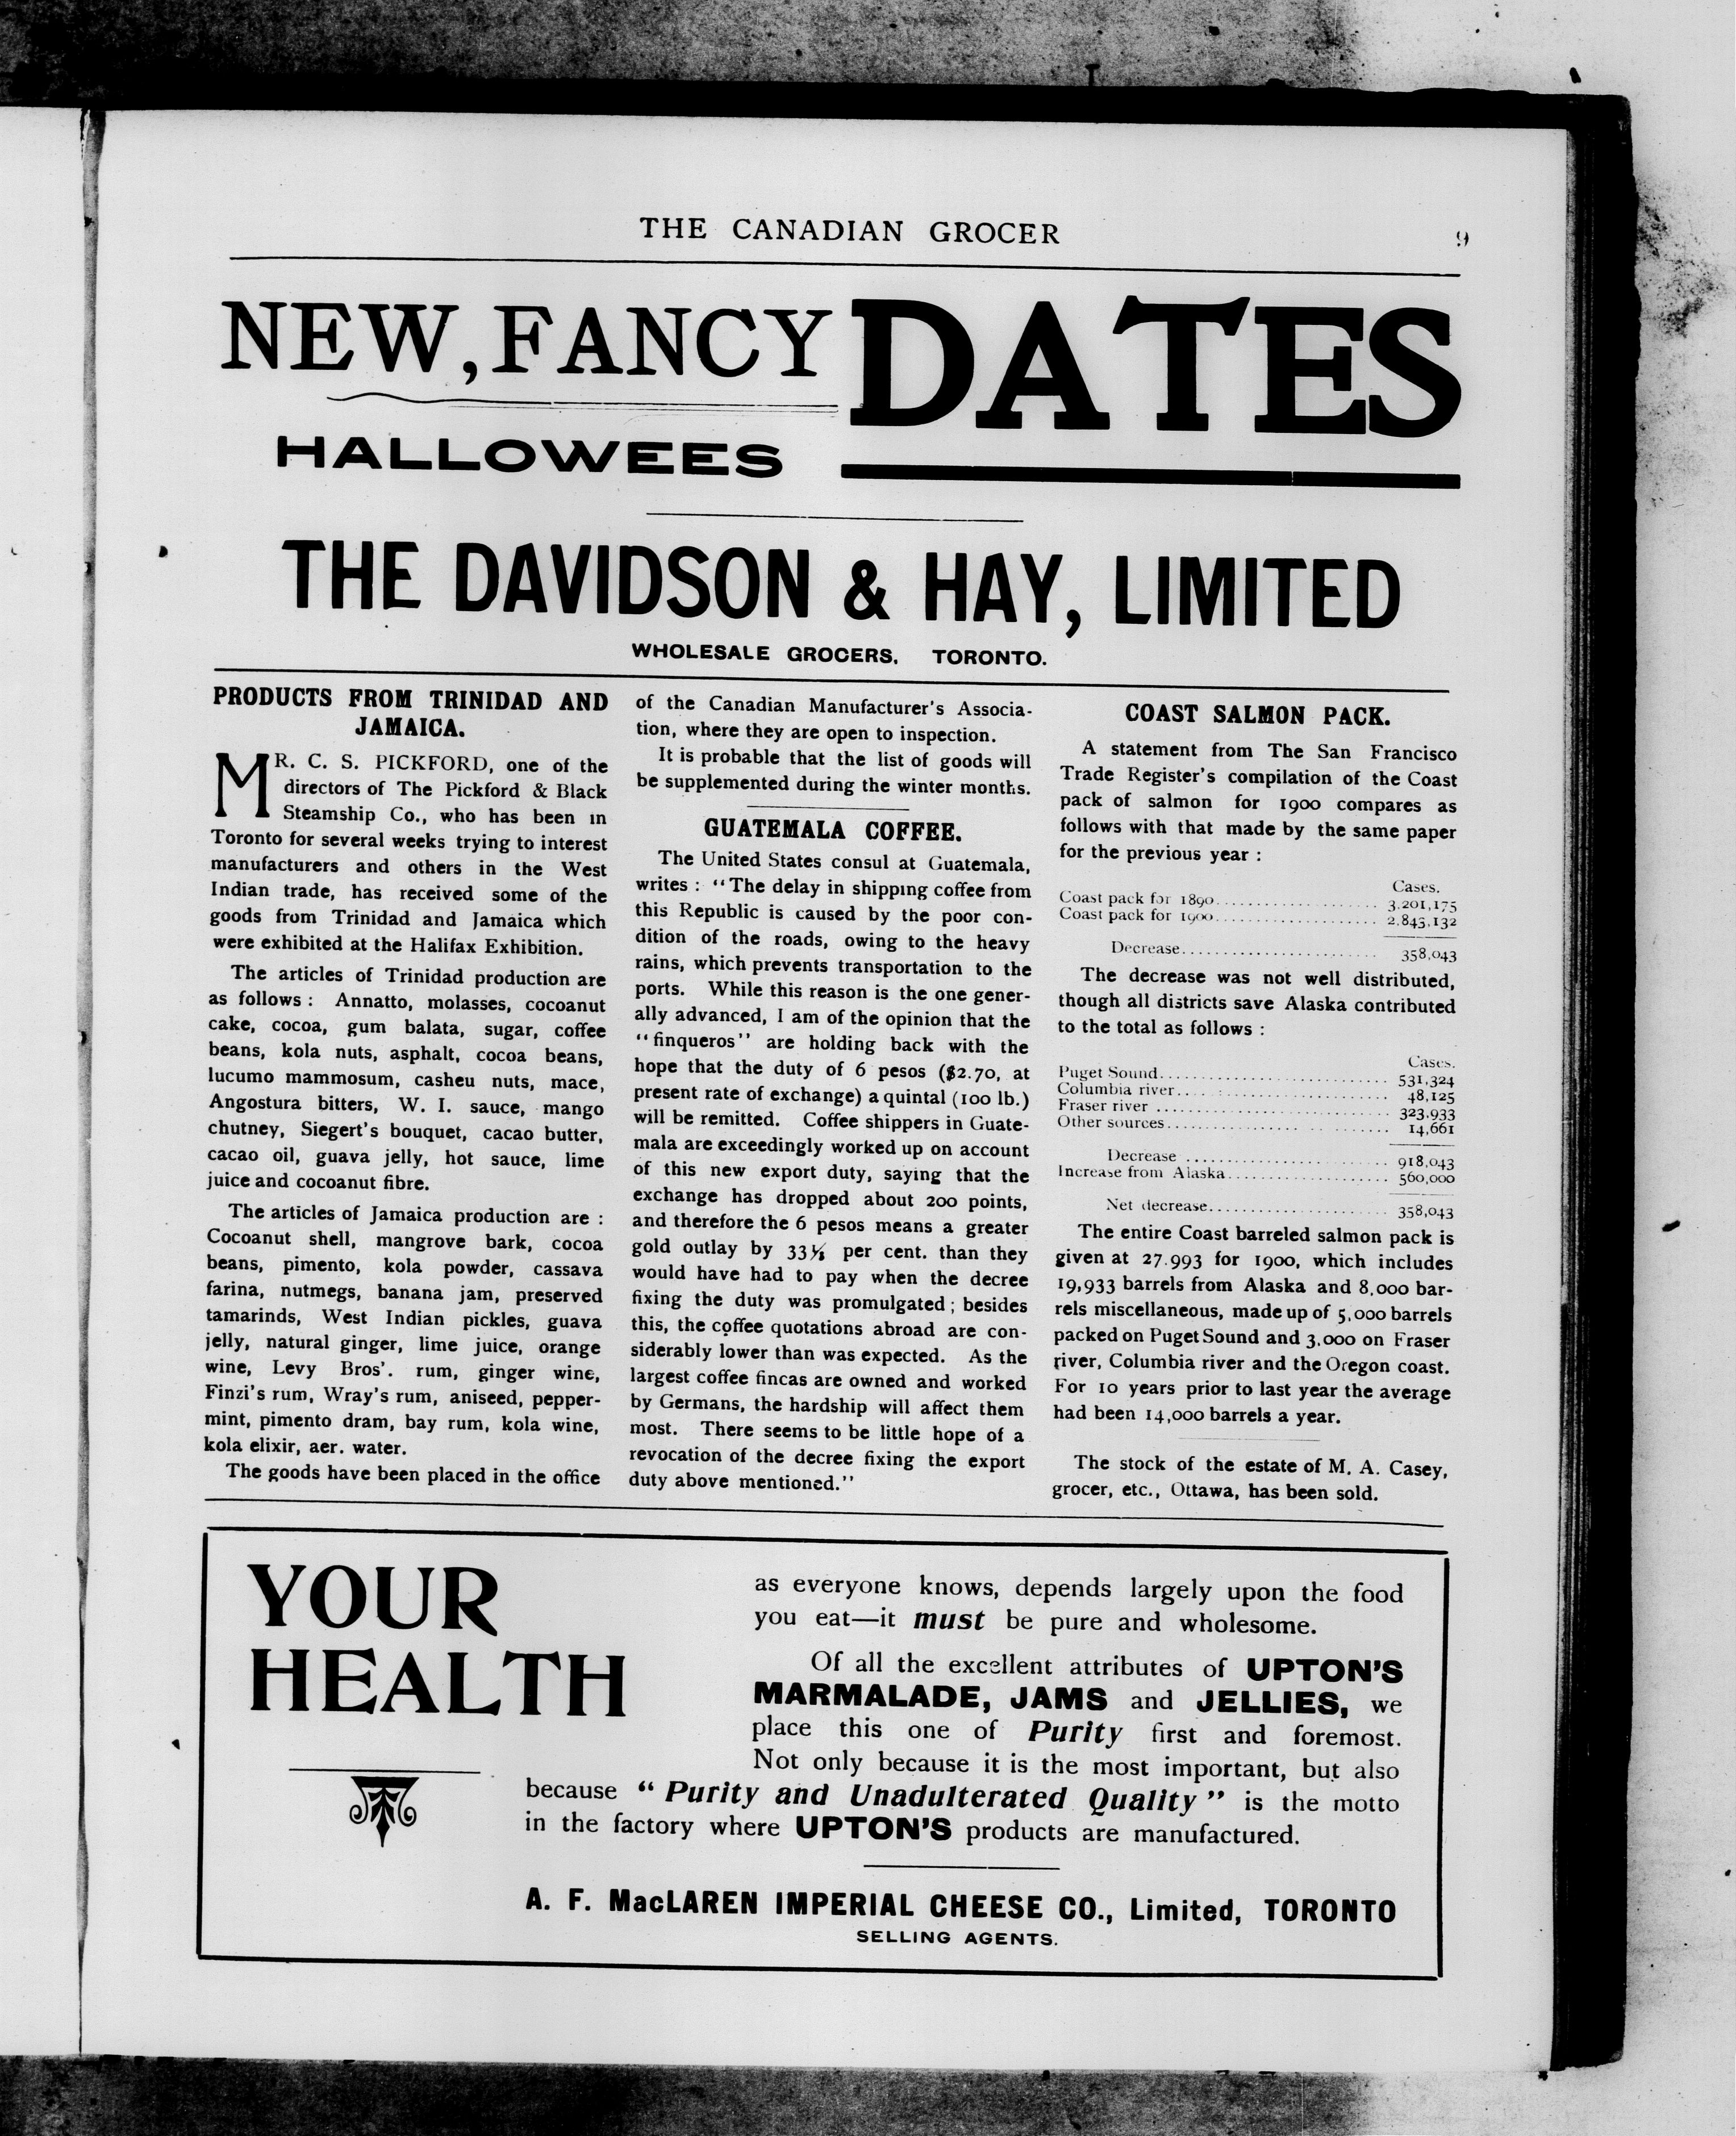 THE CANADIAN GROCER
9
NEW, FANCY DATES
HALLOWEES
THE DAVIDSON & HAY, LIMITED
WHOLESALE GROCERS, TORONTO.
PRODUCTS FROM TRINIDAD AND
JAMAICA.
MR. C. S. PICKFORD, one of the
directors of The Pickford & Black
Steamship Co., who has been in
Toronto for several weeks trying to interest
manufacturers and others in the West
Indian trade, has received some of the
goods from Trinidad and Jamaica which
were exhibited at the Halifax Exhibition.
The articles of Trinidad production are
as follows : Annatto, molasses, cocoanut
cake, cocoa, gum balata, sugar, coffee
beans, kola nuts, asphalt, cocoa beans,
lucumo mammosum, casheu nuts, mace,
Angostura bitters, W. I. sauce, mango
chutney, Siegert's bouquet, cacao butter,
cacao oil, guava jelly, hot sauce, lime
juice and cocoanut fibre.
The articles of Jamaica production are :
Cocoanut shell, mangrove bark, cocoa
beans, pimento, kola powder, cassava
farina, nutmegs, banana jam, preserved
tamarinds, West Indian pickles, guava
jelly, natural ginger, lime juice, orange
wine, Levy Bros'. rum, ginger wine,
Finzi's rum, Wray's rum, aniseed, pepper-
mint, pimento dram, bay rum, kola wine,
kola elixir, aer. water.
The goods have been placed in the office
of the Canadian Manufacturer's Associa-
tion, where they are open to inspection.
It is probable that the list of goods will
be supplemented during the winter months.
GUATEMALA COFFEE.
The United States consul at Guatemala,
writes : "The delay in shipping coffee from
this Republic is caused by the poor con-
dition of the roads, owing to the heavy
rains, which prevents transportation to the
ports. While this reason is the one gener-
ally advanced, I am of the opinion that the
"finqueros" are holding back with the
hope that the duty of 6 pesos ($2.70, at
present rate of exchange) a quintal (100 lb.)
will be remitted. Coffee shippers in Guate-
mala are exceedingly worked up on account
of this new export duty, saying that the
exchange has dropped about 200 points,
and therefore the 6 pesos means a greater
gold outlay by 33⅓ per cent. than they
would have had to pay when the decree
fixing the duty was promulgated ; besides
this, the coffee quotations abroad are con-
siderably lower than was expected. As the
largest coffee fincas are owned and worked
by Germans, the hardship will affect them
most. There seems to be little hope of a
revocation of the decree fixing the export
duty above mentioned."
COAST SALMON PACK.
A statement from The San Francisco
Trade Register's compilation of the Coast
pack of salmon for 1900 compares as
follows with that made by the same paper
for the previous year :
Cases.
Coast pack for 1890.................... 3,201,175
Coast pack for 1900.................... 2,843,132
Decrease........................ 358,043
The decrease was not well distributed,
though all districts save Alaska contributed
to the total as follows :
Cases.
Puget Sound.............................. 531,324
Columbia river............................ 48,125
Fraser river .............................. 323,933
Other sources............................. 14,661
Decrease ......................... 918,043
Increase from Alaska..................... 560,000
Net decrease...................... 358,043
The entire Coast barreled salmon pack is
given at 27.993 for 1900, which includes
19,933 barrels from Alaska and 8,000 bar-
rels miscellaneous, made up of 5,000 barrels
packed on Puget Sound and 3,000 on Fraser
river, Columbia river and the Oregon coast.
For 10 years prior to last year the average
had been 14,000 barrels a year.
The stock of the estate of M. A. Casey,
grocer, etc., Ottawa, has been sold.
YOUR
HEALTH
as everyone knows, depends largely upon the food
you eat—it must be pure and wholesome.
Of all the excellent attributes of UPTON'S
MARMALADE, JAMS and JELLIES, we
place this one of Purity first and foremost.
Not only because it is the most important, but also
because "Purity and Unadulterated Quality" is the motto
in the factory where UPTON'S products are manufactured.
A. F. MacLAREN IMPERIAL CHEESE CO., Limited, TORONTO
SELLING AGENTS.